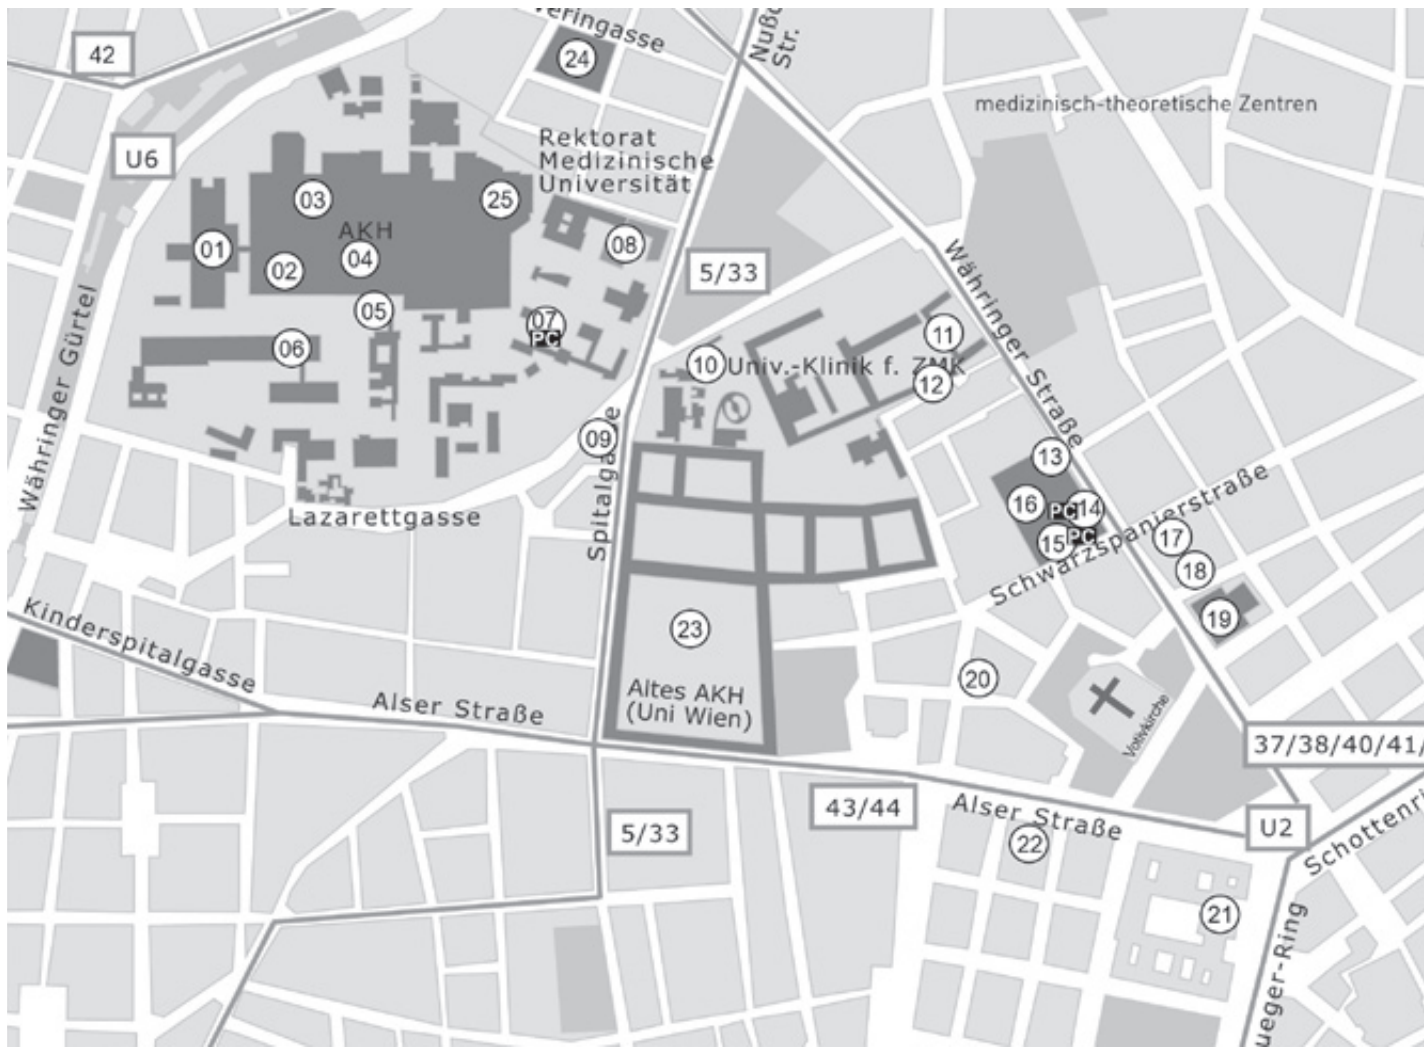 42
U6
eringasse
24
Nußd
Str.
medizinisch-theoretische Zentren
Rektorat
Medizinische
Universität
03
25
AKH
01
02
04
08
5/33
05
07
PC
06
10
Univ.-Klinik f. ZMK
11
12
Währinger Straße
Währinger Gürtel
09
Spitalgasse
Lazarettgasse
13
16
PC
14
15
PC
Schwarzspanierstraße
17
18
19
Kinderspitalgasse
23
Altes AKH
(Uni Wien)
Alser Straße
20
Votivkirche
37/38/40/41/
43/44
5/33
Alser Straße
U2
Schottenri
22
21
ueger-Ring